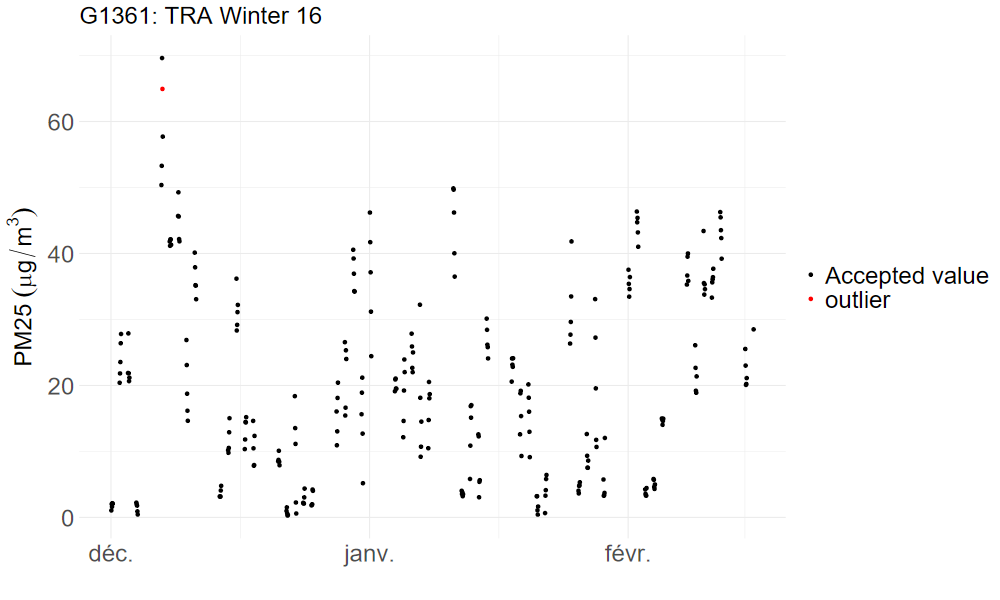 G1361: TRA Winter 16
PM25 (µg/m³)
60
40
20
0
déc.
janv.
févr.
Accepted value
outlier